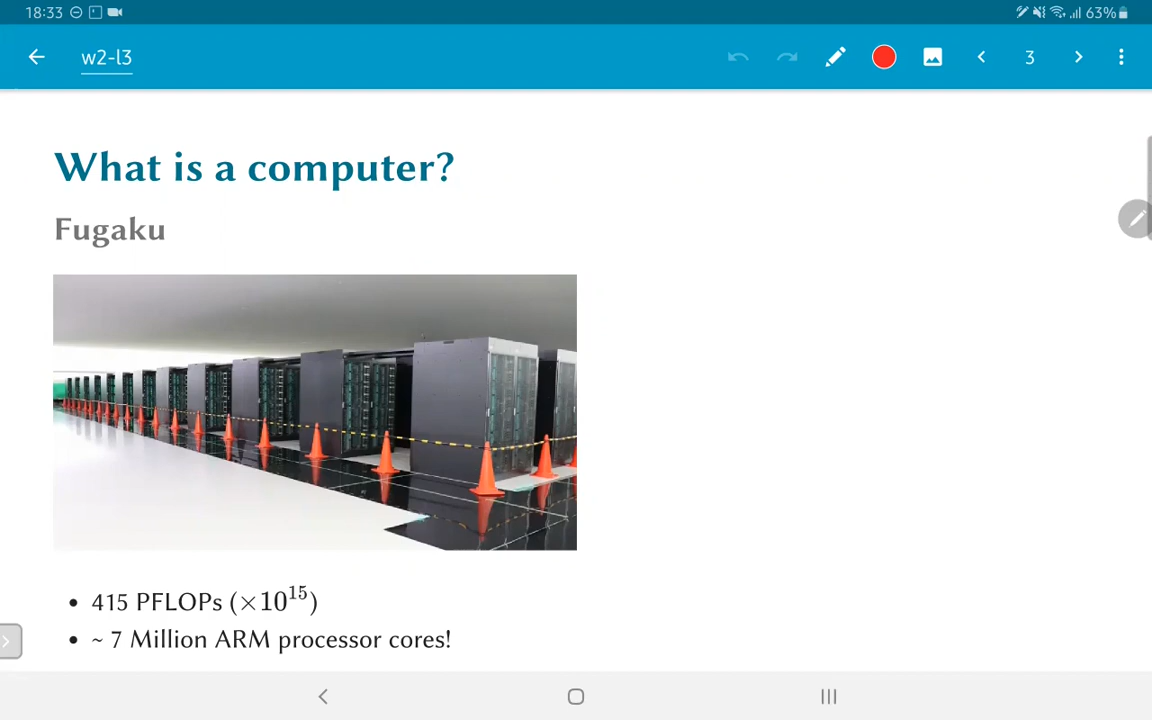 18:33 63%
w2-l3 3
What is a computer?
Fugaku
• 415 PFLOPs (×10¹⁵)
• ~ 7 Million ARM processor cores!